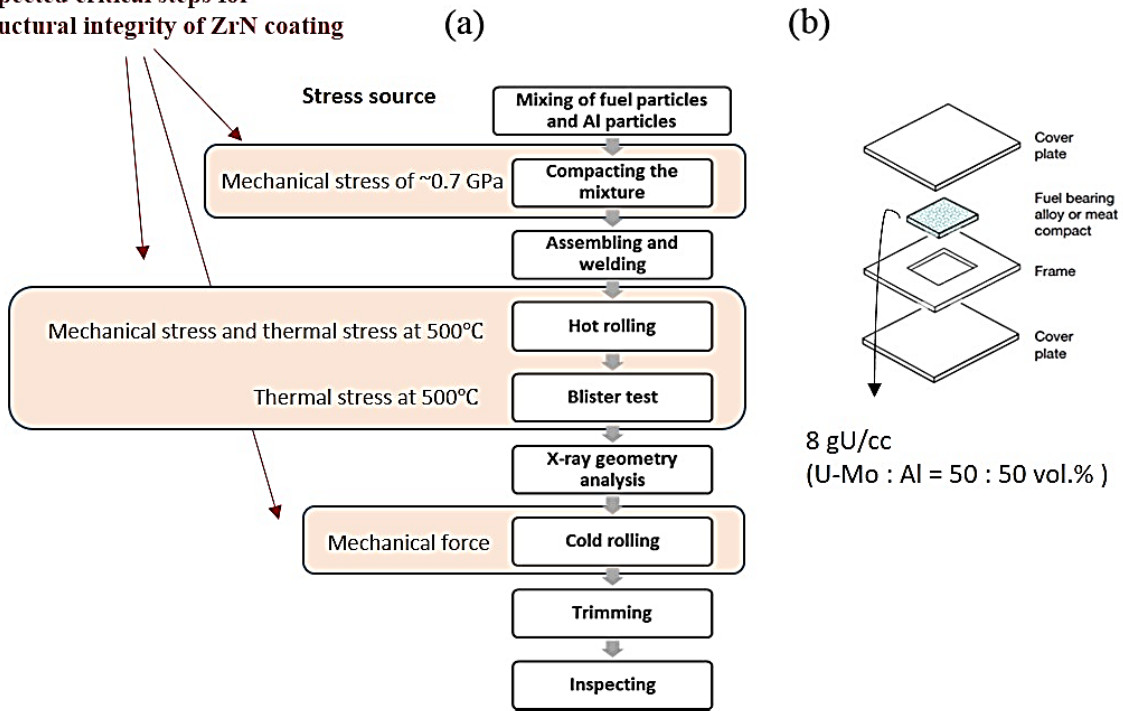 uctural integrity of ZrN coating
(a)
(b)
Stress source
Mixing of fuel particles
and Al particles
Mechanical stress of ~0.7 GPa
Compacting the
mixture
Assembling and
welding
Mechanical stress and thermal stress at 500℃
Hot rolling
Thermal stress at 500℃
Blister test
X-ray geometry
analysis
Mechanical force
Cold rolling
Trimming
Inspecting
Cover
plate
Fuel bearing
alloy or meat
compact
Frame
Cover
plate
8 gU/cc
(U-Mo : Al = 50 : 50 vol.% )